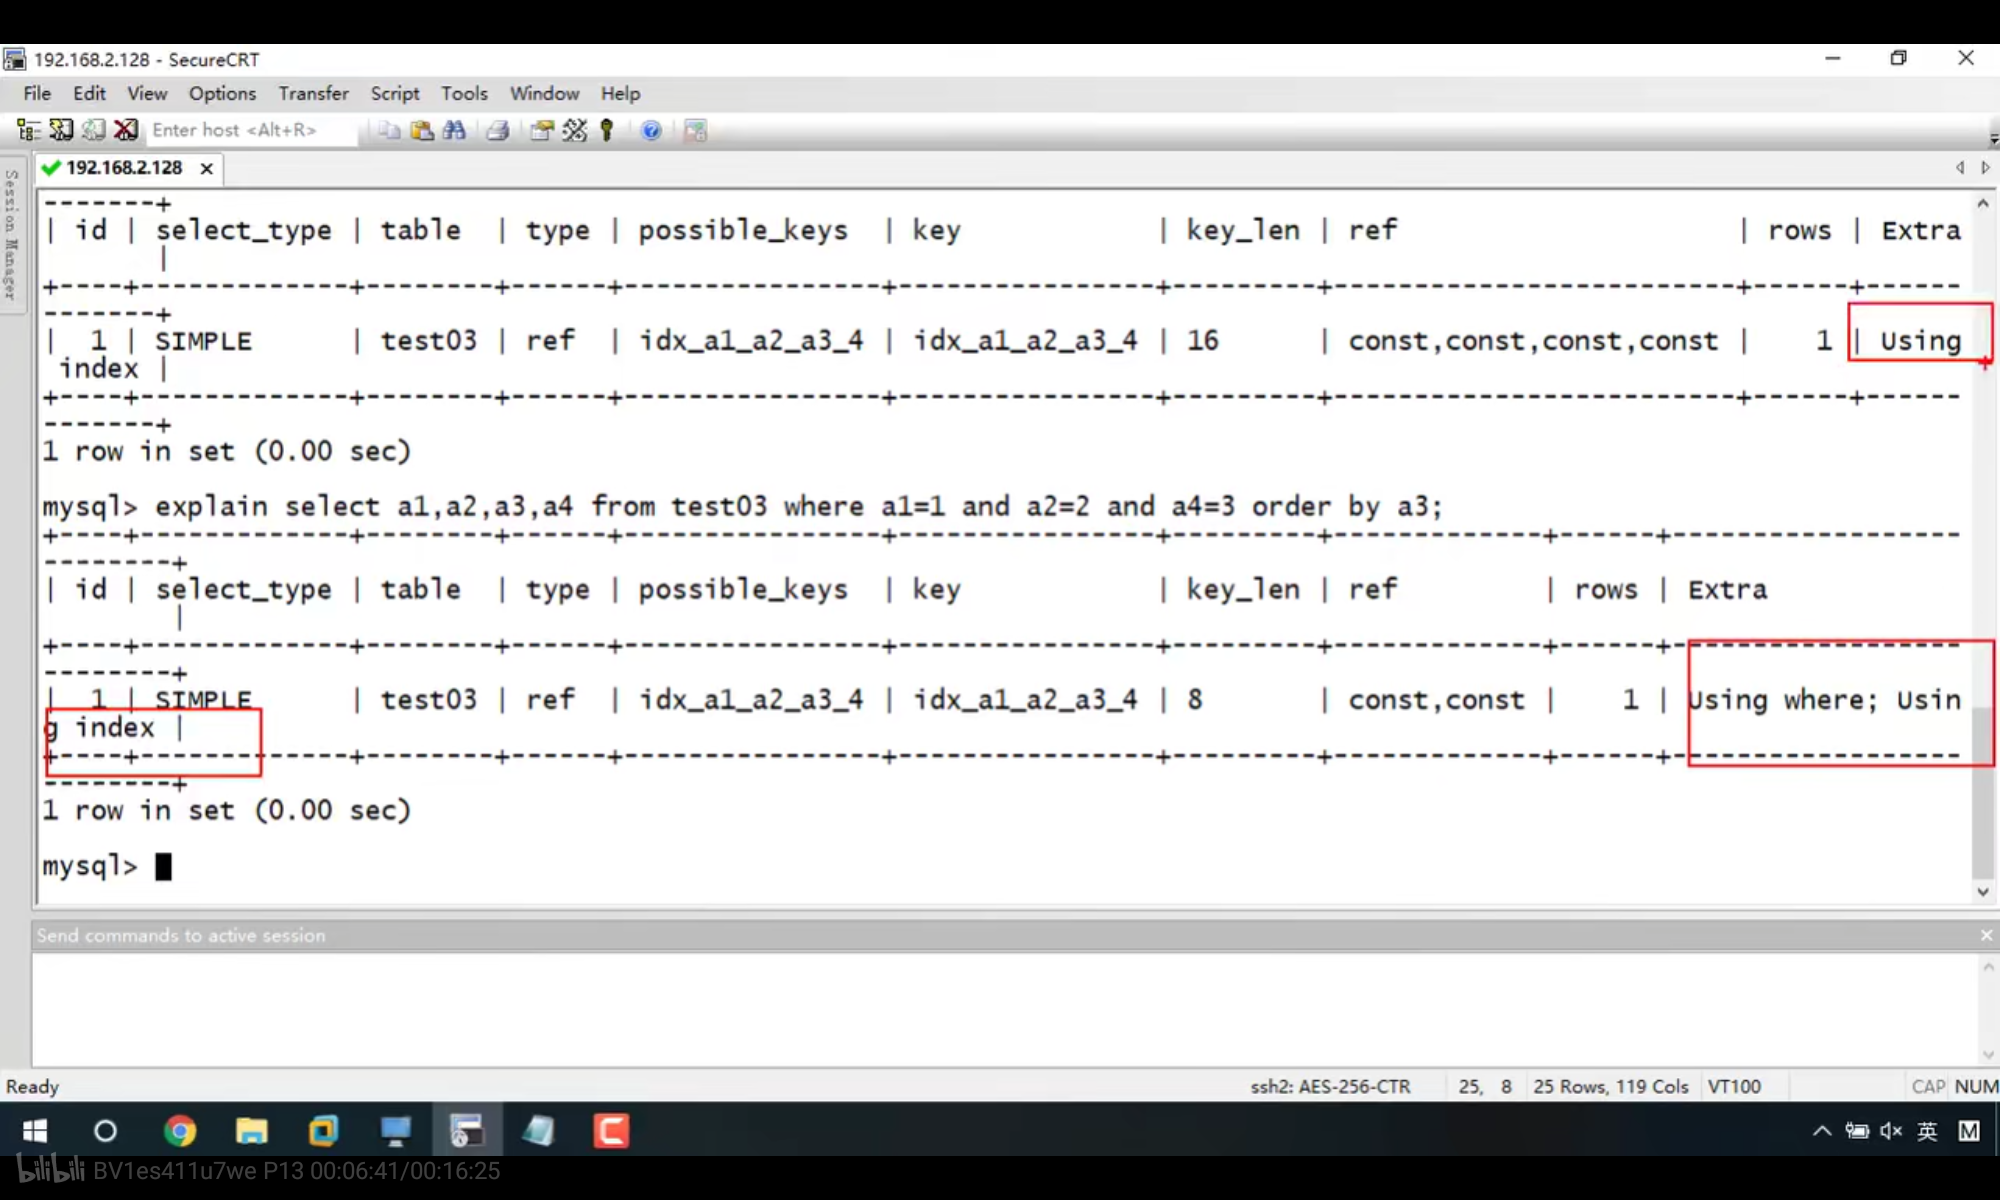 192.168.2.128 - SecureCRT
File Edit View Options Transfer Script Tools Window Help
Enter host <Alt+R>
Session Manager
192.168.2.128
-------+
| id | select_type | table  | type | possible_keys  | key            | key_len | ref                     | rows | Extra
       |
+----+-------------+--------+------+----------------+----------------+---------+-------------------------+------+------
-------+
|  1 | SIMPLE      | test03 | ref  | idx_a1_a2_a3_4 | idx_a1_a2_a3_4 | 16      | const,const,const,const |    1 | Using
 index |
+----+-------------+--------+------+----------------+----------------+---------+-------------------------+------+------
-------+
1 row in set (0.00 sec)
mysql> explain select a1,a2,a3,a4 from test03 where a1=1 and a2=2 and a4=3 order by a3;
+----+-------------+--------+------+----------------+----------------+---------+-------------+------+------------------
--------+
| id | select_type | table  | type | possible_keys  | key            | key_len | ref         | rows | Extra
        |
+----+-------------+--------+------+----------------+----------------+---------+-------------+------+------------------
--------+
|  1 | SIMPLE      | test03 | ref  | idx_a1_a2_a3_4 | idx_a1_a2_a3_4 | 8       | const,const |    1 | Using where; Usin
g index |
+----+-------------+--------+------+----------------+----------------+---------+-------------+------+------------------
--------+
1 row in set (0.00 sec)
mysql>
Send commands to active session
Ready ssh2: AES-256-CTR 25, 8 25 Rows, 119 Cols VT100 CAP NUM
英 M
bilibili BV1es411u7we P13 00:06:41/00:16:25